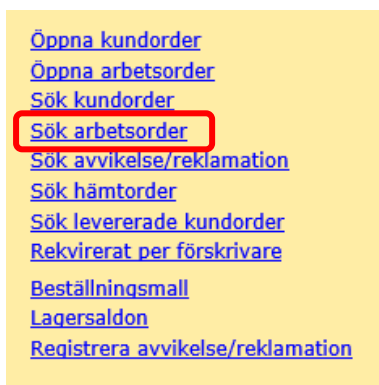 Öppna kundorder
Öppna arbetsorder
Sök kundorder
Sök arbetsorder
Sök avvikelse/reklamation
Sök hämtorder
Sök levererade kundorder
Rekvirerat per förskrivare
Beställningsmall
Lagersaldon
Registrera avvikelse/reklamation